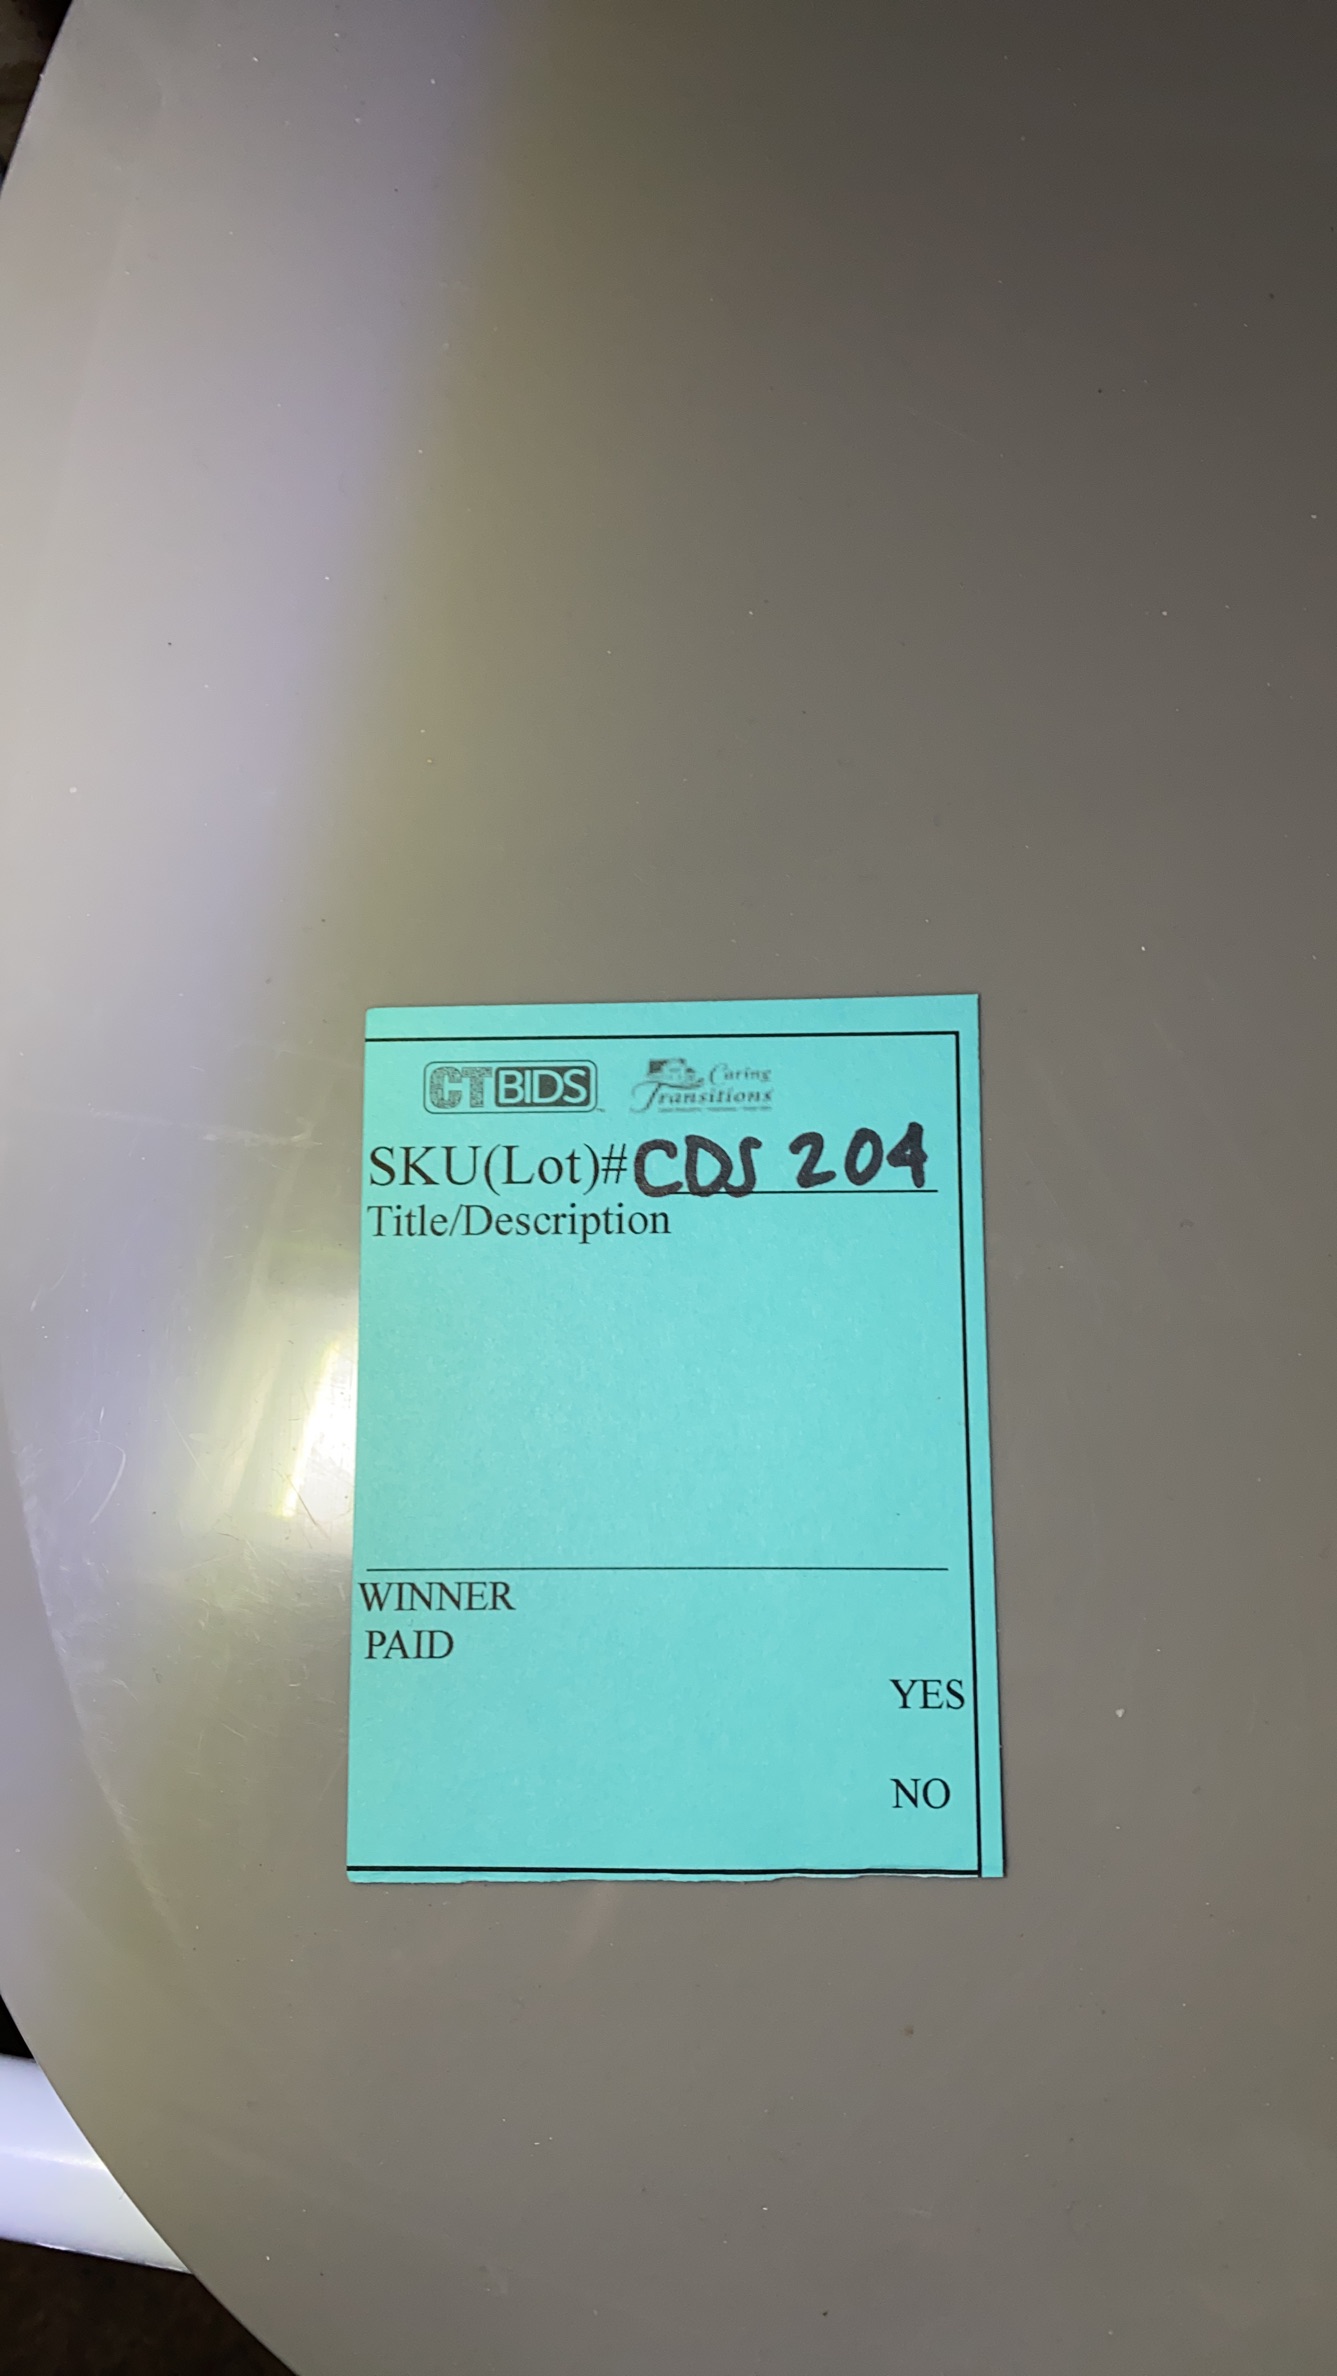 CTBIDS Caring Transitions
SKU(Lot)# CDS 204
Title/Description
WINNER
PAID
YES
NO